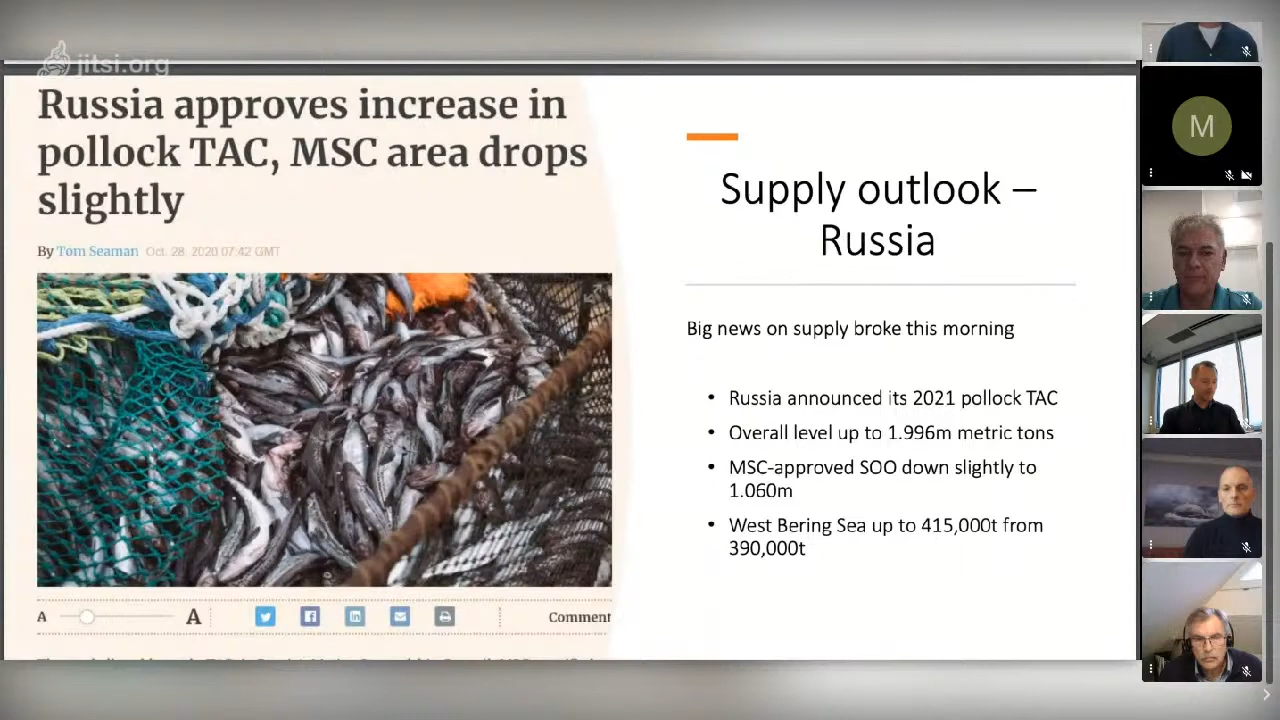 jitsi.org
Russia approves increase in
pollock TAC, MSC area drops
slightly
By Tom Seaman Oct. 28, 2020 07:42 GMT
A A Comment
Supply outlook –
Russia
Big news on supply broke this morning
• Russia announced its 2021 pollock TAC
• Overall level up to 1.996m metric tons
• MSC-approved SOO down slightly to
1.060m
• West Bering Sea up to 415,000t from
390,000t
M